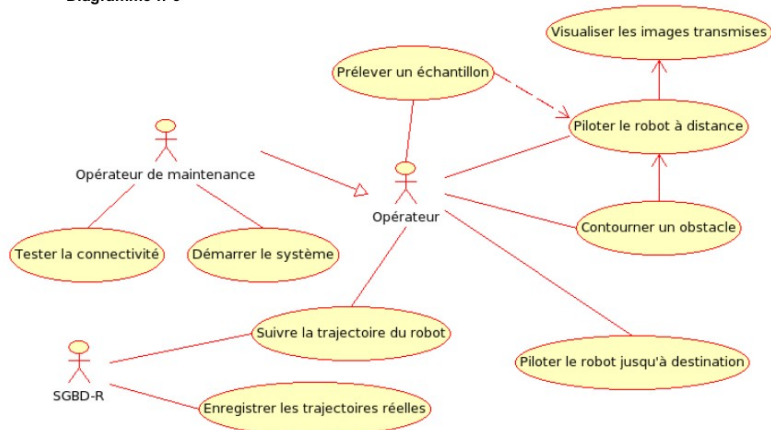 Visualiser les images transmises
Prélever un échantillon
Piloter le robot à distance
Opérateur de maintenance
Opérateur
Contourner un obstacle
Tester la connectivité
Démarrer le système
Suivre la trajectoire du robot
Piloter le robot jusqu'à destination
SGBD-R
Enregistrer les trajectoires réelles